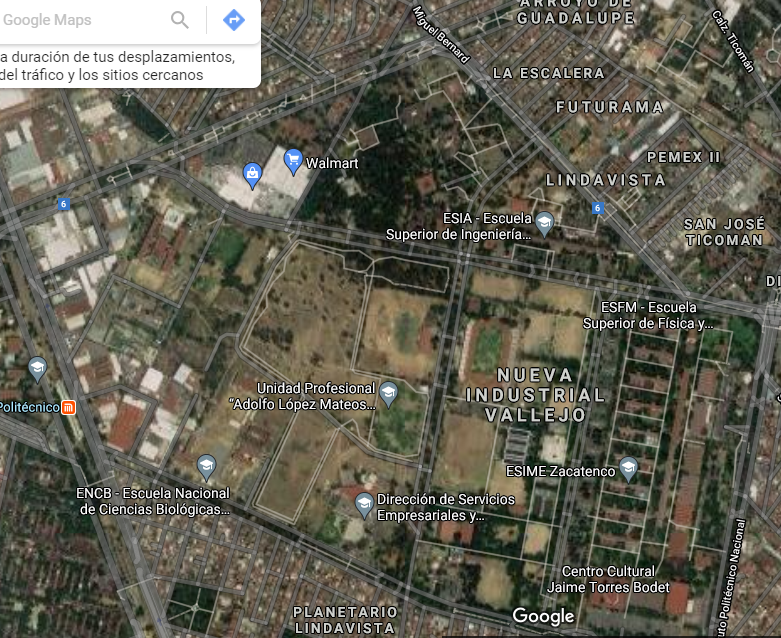 Google Maps
a duración de tus desplazamientos,
del tráfico y los sitios cercanos
ARROYO DE
GUADALUPE
Miguel Bernard
Calz. Ticomán
LA ESCALERA
FUTURAMA
PEMEX II
LINDAVISTA
Walmart
6
6
ESIA - Escuela
Superior de Ingeniería...
SAN JOSÉ
TICOMAN
DI
ESFM - Escuela
Superior de Física y...
NUEVA
INDUSTRIAL
VALLEJO
Unidad Profesional
"Adolfo López Mateos...
Politécnico
ESIME Zacatenco
ENCB - Escuela Nacional
de Ciencias Biológicas...
Dirección de Servicios
Empresariales y...
Centro Cultural
Jaime Torres Bodet
uto Politécnico Nacional
PLANETARIO
LINDAVISTA
Google